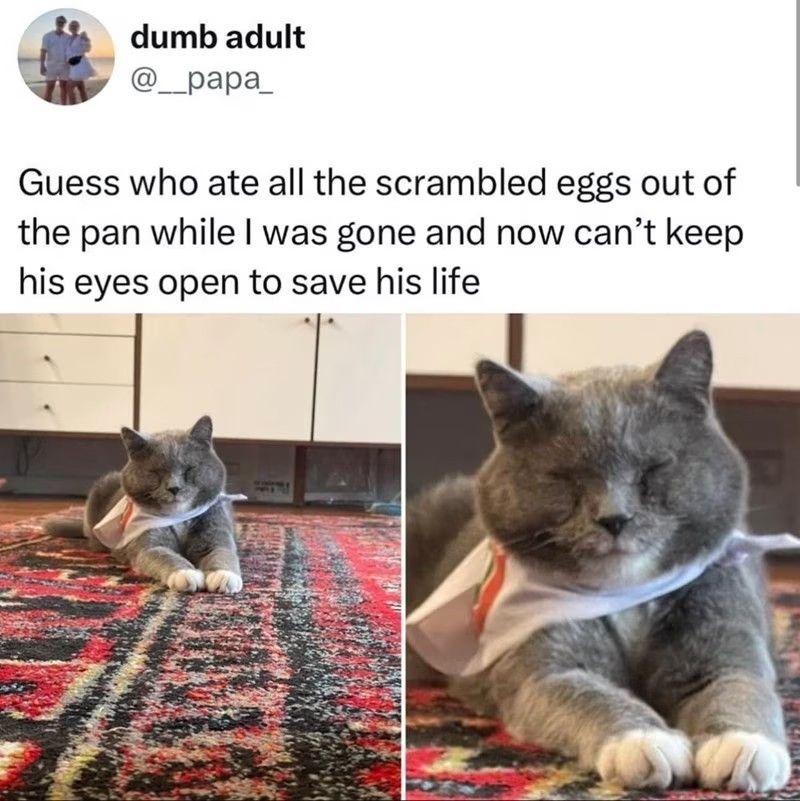 dumb adult
@__papa_
Guess who ate all the scrambled eggs out of
the pan while I was gone and now can’t keep
his eyes open to save his life